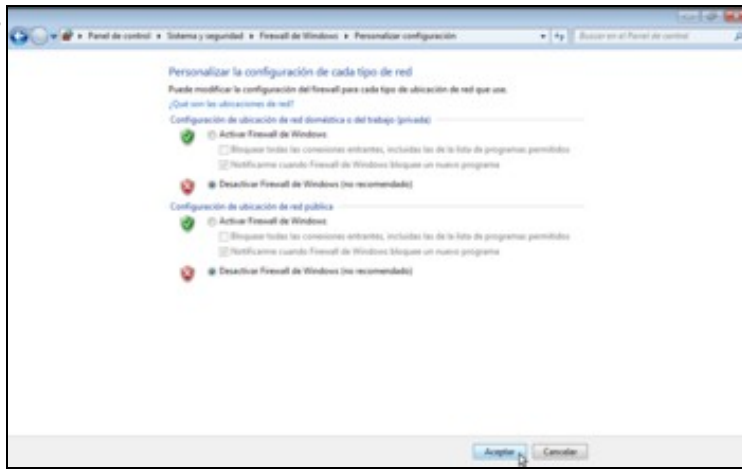 Panel de control ▸ Sistema y seguridad ▸ Firewall de Windows ▸ Personalizar configuración
Buscar en el Panel de control
Personalizar la configuración de cada tipo de red
Puede modificar la configuración del firewall para cada tipo de ubicación de red que use.
¿Qué son las ubicaciones de red?
Configuración de ubicación de red doméstica o del trabajo (privada)
Activar Firewall de Windows
Bloquear todas las conexiones entrantes, incluidas las de la lista de programas permitidos
Notificarme cuando Firewall de Windows bloquee un nuevo programa
Desactivar Firewall de Windows (no recomendado)
Configuración de ubicación de red pública
Activar Firewall de Windows
Bloquear todas las conexiones entrantes, incluidas las de la lista de programas permitidos
Notificarme cuando Firewall de Windows bloquee un nuevo programa
Desactivar Firewall de Windows (no recomendado)
Aceptar
Cancelar